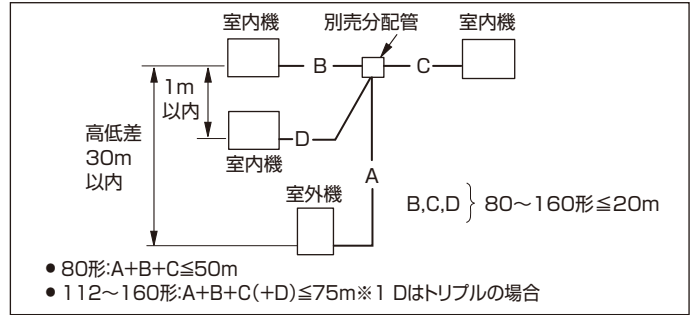 室内機
別売分配管
室内機
B
C
1m
以内
D
高低差
30m
以内
室内機
A
室外機
B,C,D } 80～160形≦20m
● 80形:A+B+C≦50m
● 112～160形:A+B+C(+D)≦75m※1 Dはトリプルの場合